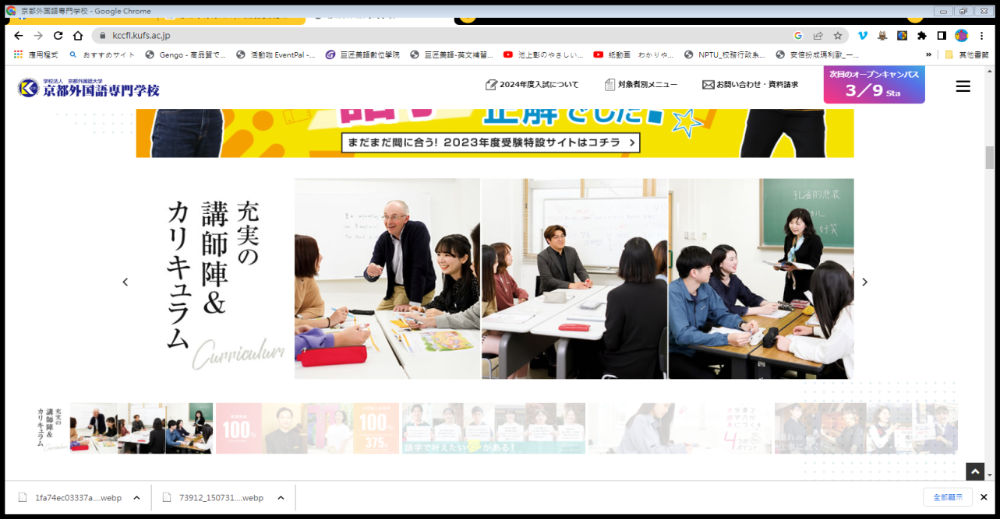 京都外国語専門学校 - Google Chrome
kccfl.kufs.ac.jp
應用程式 おすすめサイト Gengo - 高品質で... 活動咖 EventPal -... 巨匠美語數位學院 巨匠美語-英文補習... 池上彰のやさしい... 紙動画 わかりや... NPTU_校務行政系... 安倍扮成瑪利歐_一... » 其他書籤
学校法人 京都外国語大学
京都外国語専門学校
2024年度入試について 対象者別メニュー お問い合わせ・資料請求
次回のオープンキャンパス
3/9 Sta
正解でした!
まだまだ間に合う! 2023年度受験特設サイトはコチラ
充実の
講師陣&
カリキュラム
Curriculum
充実の
講師陣&
カリキュラム
Curriculum
100
100
375
語学で叶えたい
がある!
4つの
ポイント
1fa74ec03337a....webp 73912_150731....webp 全部顯示